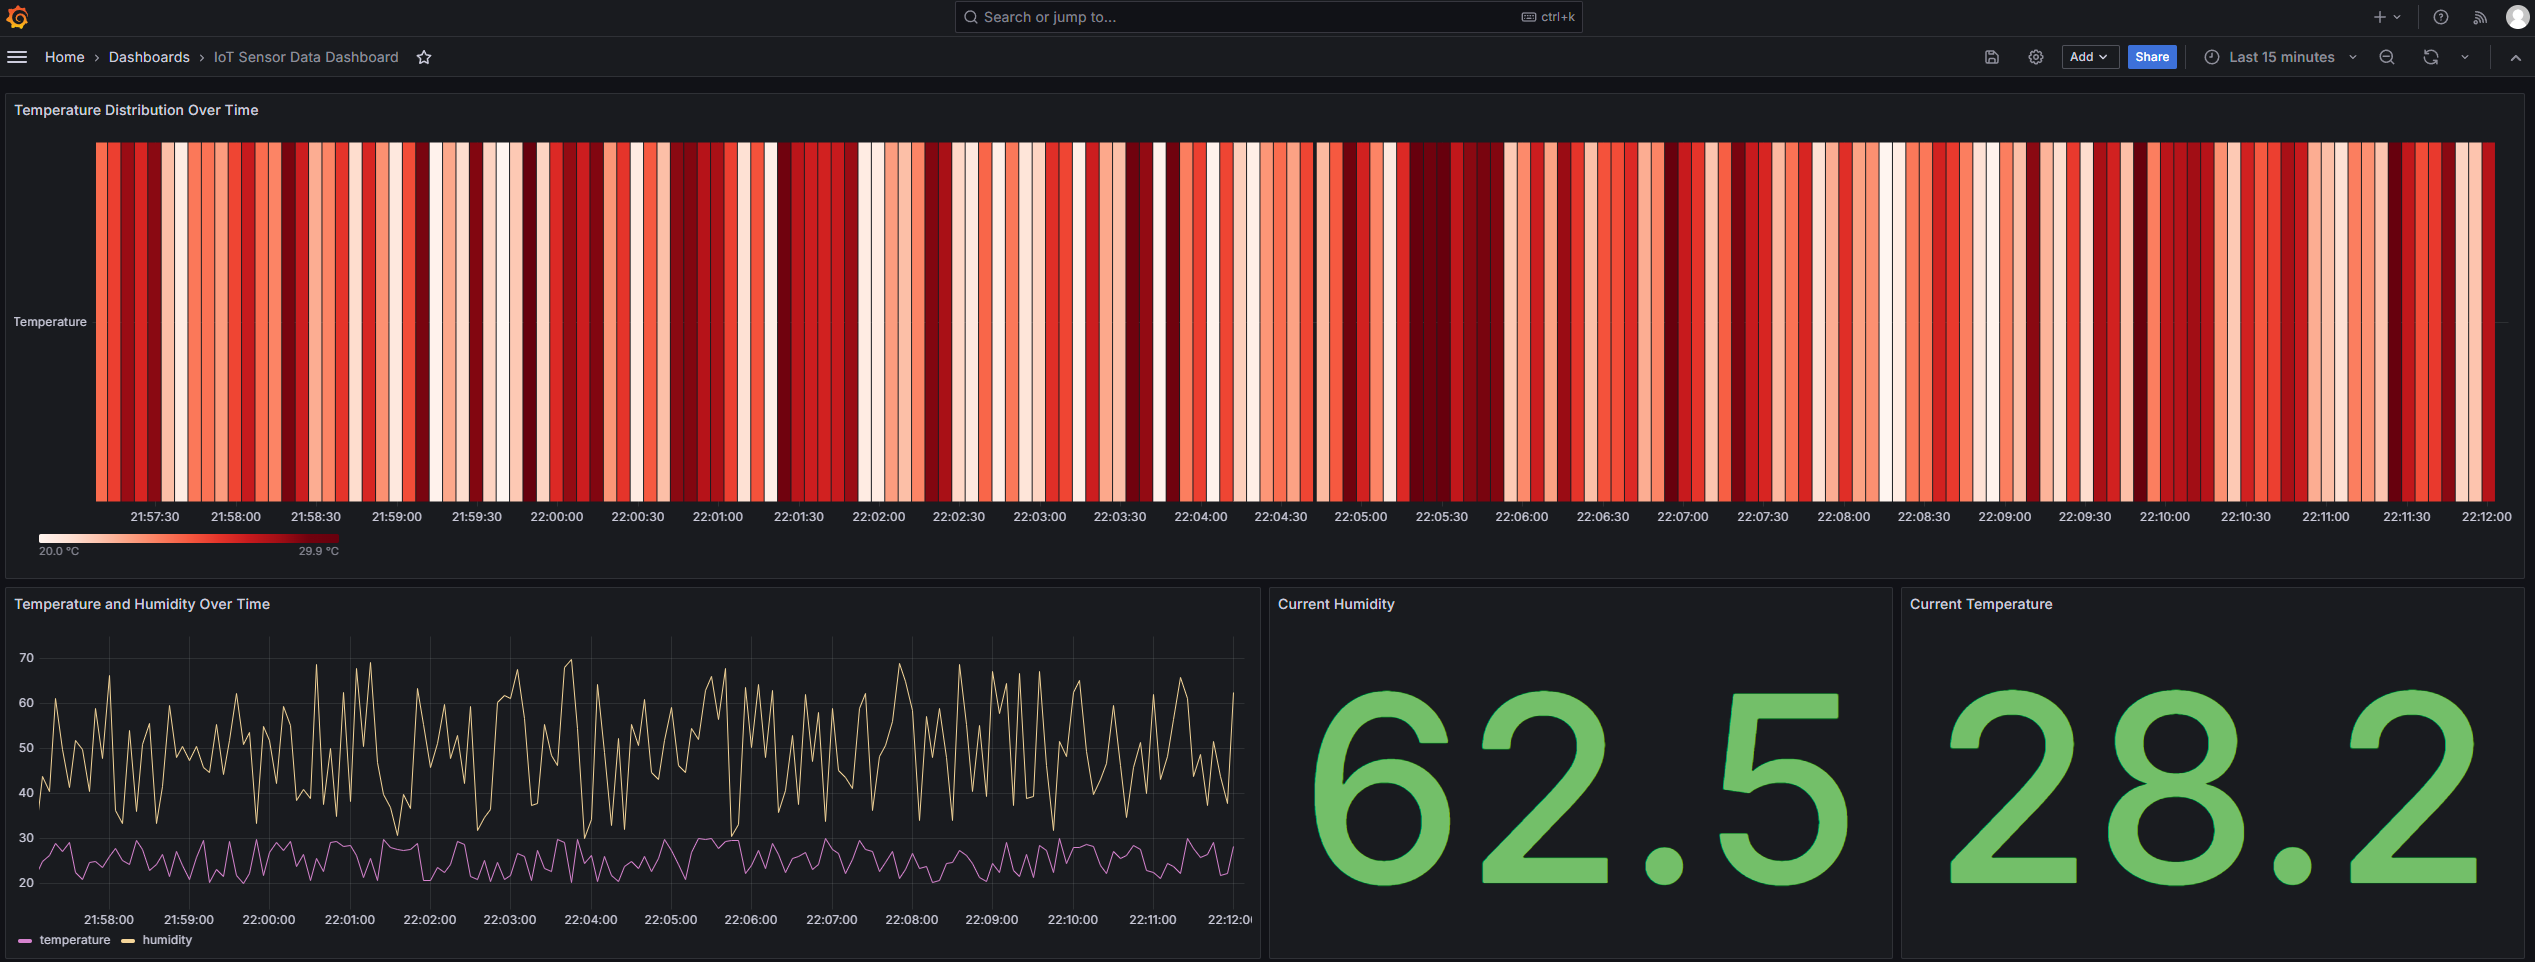 Search or jump to... ctrl+k
Home › Dashboards › IoT Sensor Data Dashboard Add Share Last 15 minutes
Temperature Distribution Over Time
Temperature
21:57:30 21:58:00 21:58:30 21:59:00 21:59:30 22:00:00 22:00:30 22:01:00 22:01:30 22:02:00 22:02:30 22:03:00 22:03:30 22:04:00 22:04:30 22:05:00 22:05:30 22:06:00 22:06:30 22:07:00 22:07:30 22:08:00 22:08:30 22:09:00 22:09:30 22:10:00 22:10:30 22:11:00 22:11:30 22:12:00
20.0 °C 29.9 °C
Temperature and Humidity Over Time
70
60
50
40
30
20
21:58:00 21:59:00 22:00:00 22:01:00 22:02:00 22:03:00 22:04:00 22:05:00 22:06:00 22:07:00 22:08:00 22:09:00 22:10:00 22:11:00 22:12:0
temperature humidity
Current Humidity
62.5
Current Temperature
28.2